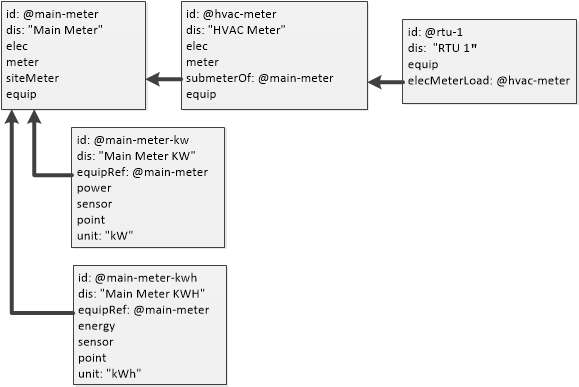 id: @main-meter
dis: "Main Meter"
elec
meter
siteMeter
equip
id: @hvac-meter
dis: "HVAC Meter"
elec
meter
submeterOf: @main-meter
equip
id: @rtu-1
dis:  "RTU 1"
equip
elecMeterLoad: @hvac-meter
id: @main-meter-kw
dis: "Main Meter KW"
equipRef: @main-meter
power
sensor
point
unit: "kW"
id: @main-meter-kwh
dis: "Main Meter KWH"
equipRef: @main-meter
energy
sensor
point
unit: "kWh"